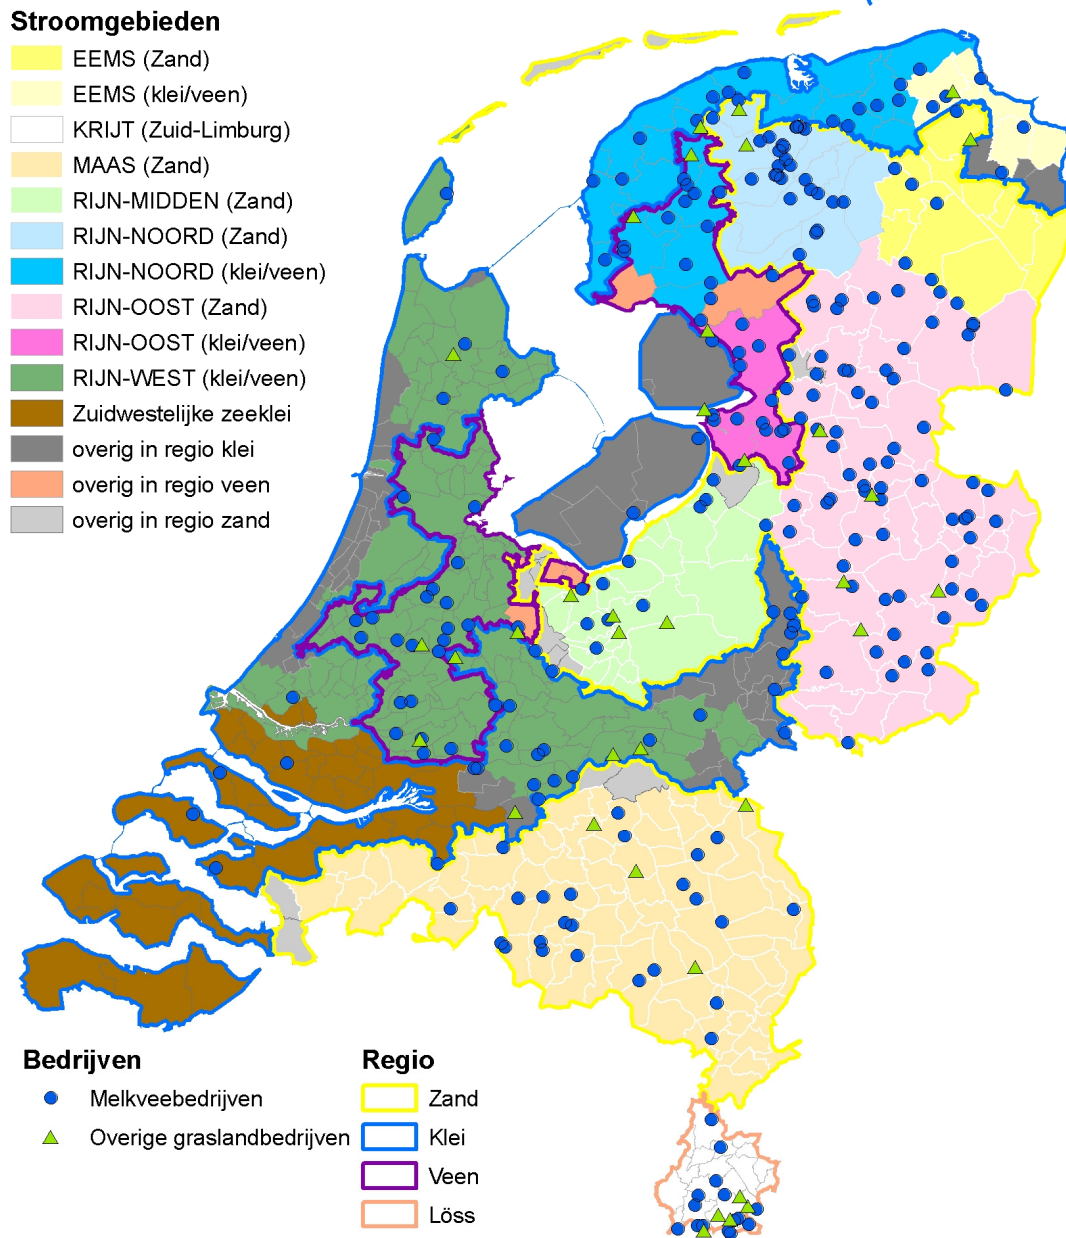 Stroomgebieden
EEMS (Zand)
EEMS (klei/veen)
KRIJT (Zuid-Limburg)
MAAS (Zand)
RIJN-MIDDEN (Zand)
RIJN-NOORD (Zand)
RIJN-NOORD (klei/veen)
RIJN-OOST (Zand)
RIJN-OOST (klei/veen)
RIJN-WEST (klei/veen)
Zuidwestelijke zeeklei
overig in regio klei
overig in regio veen
overig in regio zand
Bedrijven
Melkveebedrijven
Overige graslandbedrijven
Regio
Zand
Klei
Veen
Löss